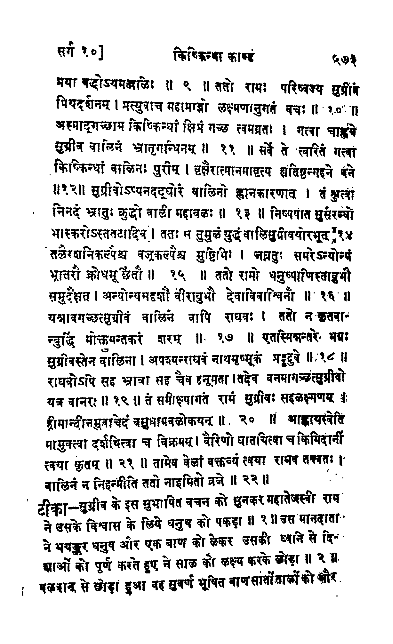 सर्ग १०]
किष्किन्धा काण्डं
५७३
मया बद्धोऽयमञ्जलिः ॥ ९ ॥ ततो रामः परिष्वज्य सुग्रीवं
प्रियदर्शनम् । प्रत्युवाच महाप्राज्ञो लक्ष्मणानुगतं वचः ॥ १० ॥
अस्माद्गच्छाम किष्किन्धां क्षिप्रं गच्छ त्वमग्रतः । गत्वा चाह्वये
सुग्रीव वालिनं भ्रातृगन्धिनम् ॥ ११ ॥ सर्वे ते त्वरितं गत्वा
किष्किन्धां वालिनः पुरीम् । वृक्षैरात्मानमावृत्य व्यतिष्ठन्गहने वने
॥१२॥ सुग्रीवोऽप्यनदद्घोरं वालिनो ह्वानकारणात् । तं श्रुत्वा
निनदं भ्रातुः क्रुद्धो वाली महाबलः ॥ १३ ॥ निष्पपात सुसंरब्धो
भास्करोऽस्ततटादिव । ततः स तुमुलं युद्धं वालिसुग्रीवयोरभूत् १४
तलैरशनिकल्पैश्च वज्रकल्पैश्च मुष्टिभिः । जघ्नतुः समरेऽन्योन्यं
भ्रातरौ क्रोधमूर्छितौ ॥ १५ ॥ ततो रामो धनुष्पाणिस्तावुभौ
समुदैक्षत । अन्योन्यसदृशौ वीरावुभौ देवाविवाश्विनौ ॥ १६ ॥
यन्नावगच्छत्सुग्रीवं वालिनं वापि राघवः । ततो न कृतवान्
बुद्धिं मोक्तुमन्तकरं शरम् ॥ १७ ॥ एतस्मिन्नन्तरे भग्नः
सुग्रीवस्तेन वालिना । अपश्यन्राघवं नाथमृष्यमूकं प्रदुद्रुवे ॥ १८ ॥
राघवोऽपि सह भ्रात्रा सह चैव हनूमता । तदेव वनमागच्छत्सुग्रीवो
यत्र वानरः ॥ १९ ॥ तं समीक्ष्यागतं रामं सुग्रीवः सहलक्ष्मणम् ।
ह्रीमान्दीनमुवाचेदं वसुधामवलोकयन् ॥ २० ॥ आह्वयस्वेति
मामुक्त्वा दर्शयित्वा च विक्रमम् । वैरिणा घातयित्वा च किमिदानीं
त्वया कृतम् ॥ २१ ॥ तामेव वेलां वक्तव्यं त्वया राघव तत्त्वतः ।
वालिनं न निहन्मीति ततो नाहमितो व्रजे ॥ २२ ॥
टीका—सुग्रीव के इस सुभाषित वचन को सुनकर महातेजस्वी राम
ने उसके विश्वास के लिये धनुष को पकड़ा ॥ १ ॥ उस मानदाता
ने भयङ्कर धनुष और एक बाण को लेकर उसकी ध्वनि से दि-
शाओं को पूर्ण करते हुए ने साल को लक्ष्य करके छोड़ा ॥ २ ॥
बलवान् से छोड़ा हुआ वह सुवर्ण भूषित बाण सातों तालों को और